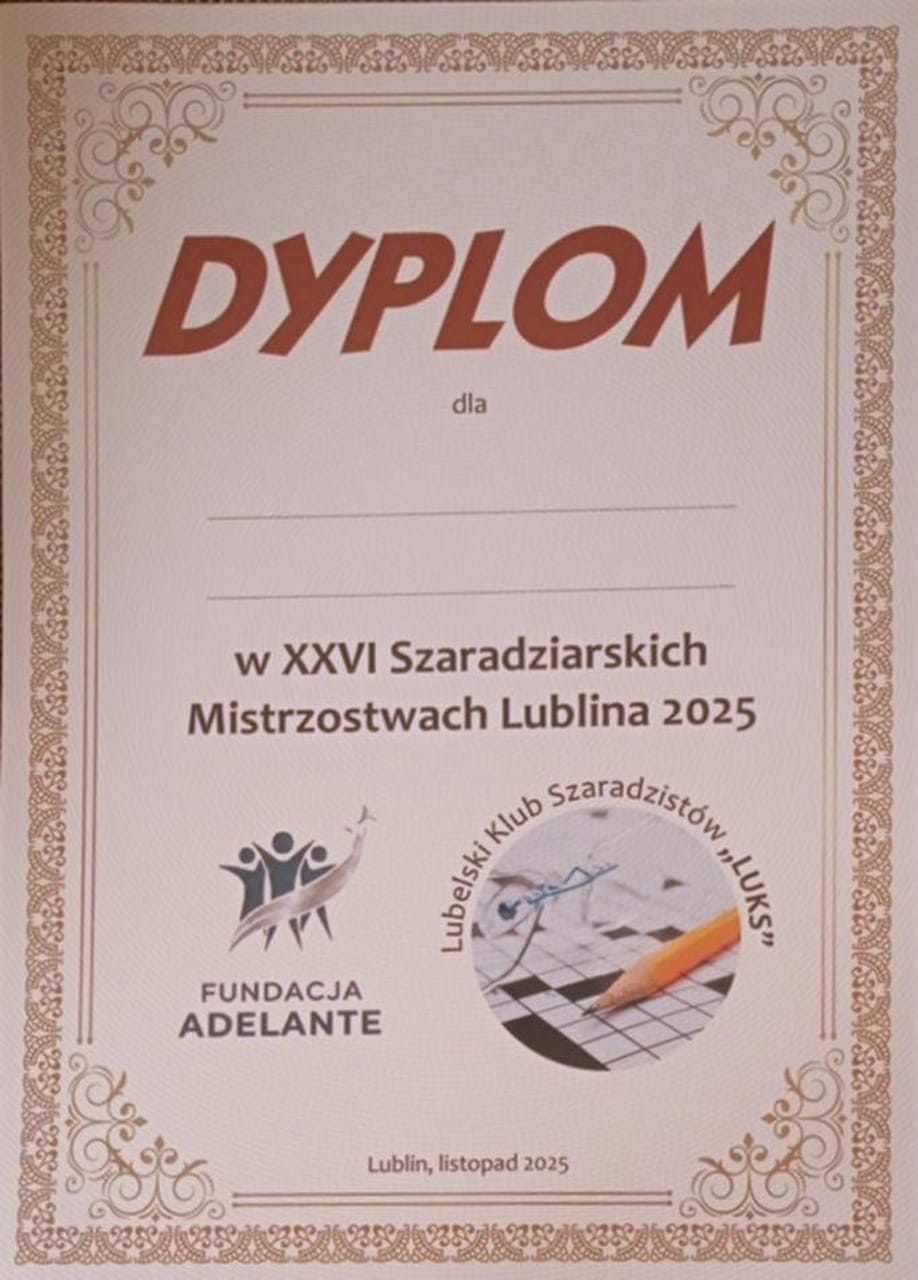 DYPLOM
dla
w XXVI Szaradziarskich
Mistrzostwach Lublina 2025
Lubelski Klub Szaradzistów „LUKS”
FUNDACJA
ADELANTE
Lublin, listopad 2025